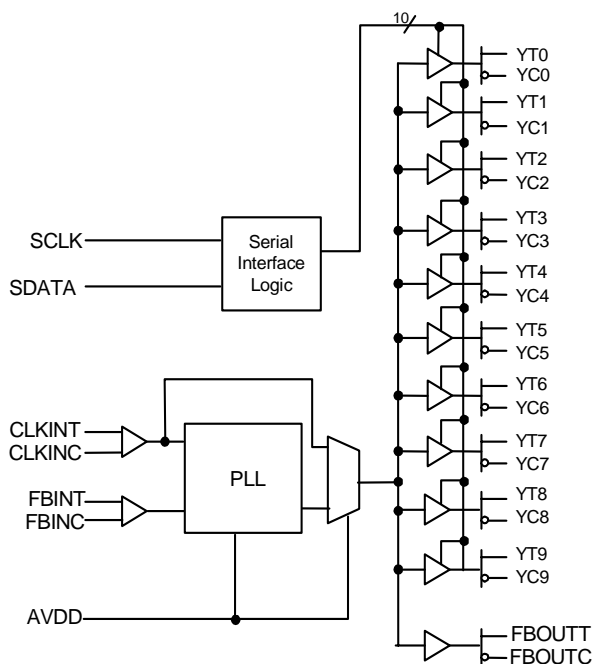 10
YT0
YC0
YT1
YC1
YT2
YC2
YT3
YC3
YT4
YC4
YT5
YC5
YT6
YC6
YT7
YC7
YT8
YC8
YT9
YC9
FBOUTT
FBOUTC
SCLK
SDATA
Serial
Interface
Logic
CLKINT
CLKINC
PLL
FBINT
FBINC
AVDD